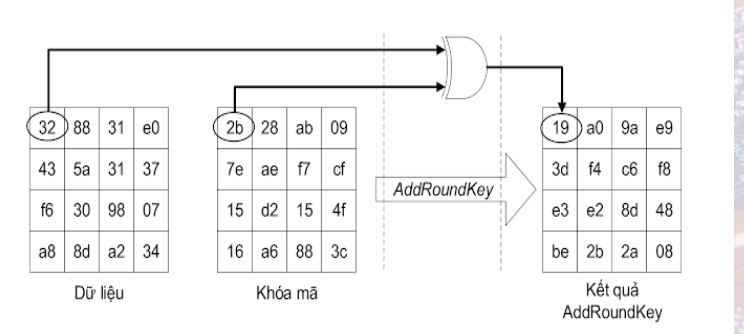 32 88 31 e0
43 5a 31 37
f6 30 98 07
a8 8d a2 34
Dữ liệu
2b 28 ab 09
7e ae f7 cf
15 d2 15 4f
16 a6 88 3c
Khóa mã
AddRoundKey
19 a0 9a e9
3d f4 c6 f8
e3 e2 8d 48
be 2b 2a 08
Kết quả
AddRoundKey